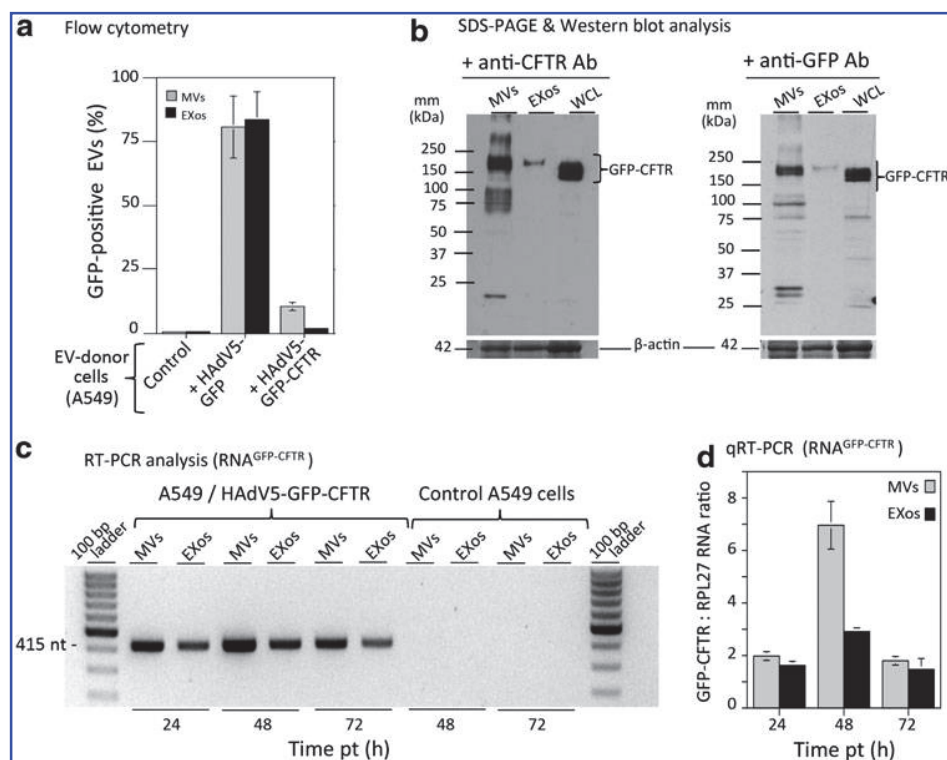 a Flow cytometry
GFP-positive EVs (%)
100
75
50
25
0
MVs
EXos
EV-donor
cells
(A549)
Control
+ HAdV5-
GFP
+ HAdV5-
GFP-CFTR
b SDS-PAGE & Western blot analysis
+ anti-CFTR Ab
mm
(kDa)
MVs EXos WCL
250
150
100
75
50
37
25
GFP-CFTR
42
β-actin
+ anti-GFP Ab
mm
(kDa)
MVs EXos WCL
250
150
100
75
50
37
25
GFP-CFTR
42
c RT-PCR analysis (RNA^GFP-CFTR)
A549 / HAdV5-GFP-CFTR Control A549 cells
100 bp
ladder
MVs EXos MVs EXos MVs EXos MVs EXos MVs EXos
100 bp
ladder
415 nt -
24 48 72 48 72
Time pt (h)
d qRT-PCR (RNA^GFP-CFTR)
GFP-CFTR : RPL27 RNA ratio
8
6
4
2
0
MVs
EXos
24 48 72
Time pt (h)